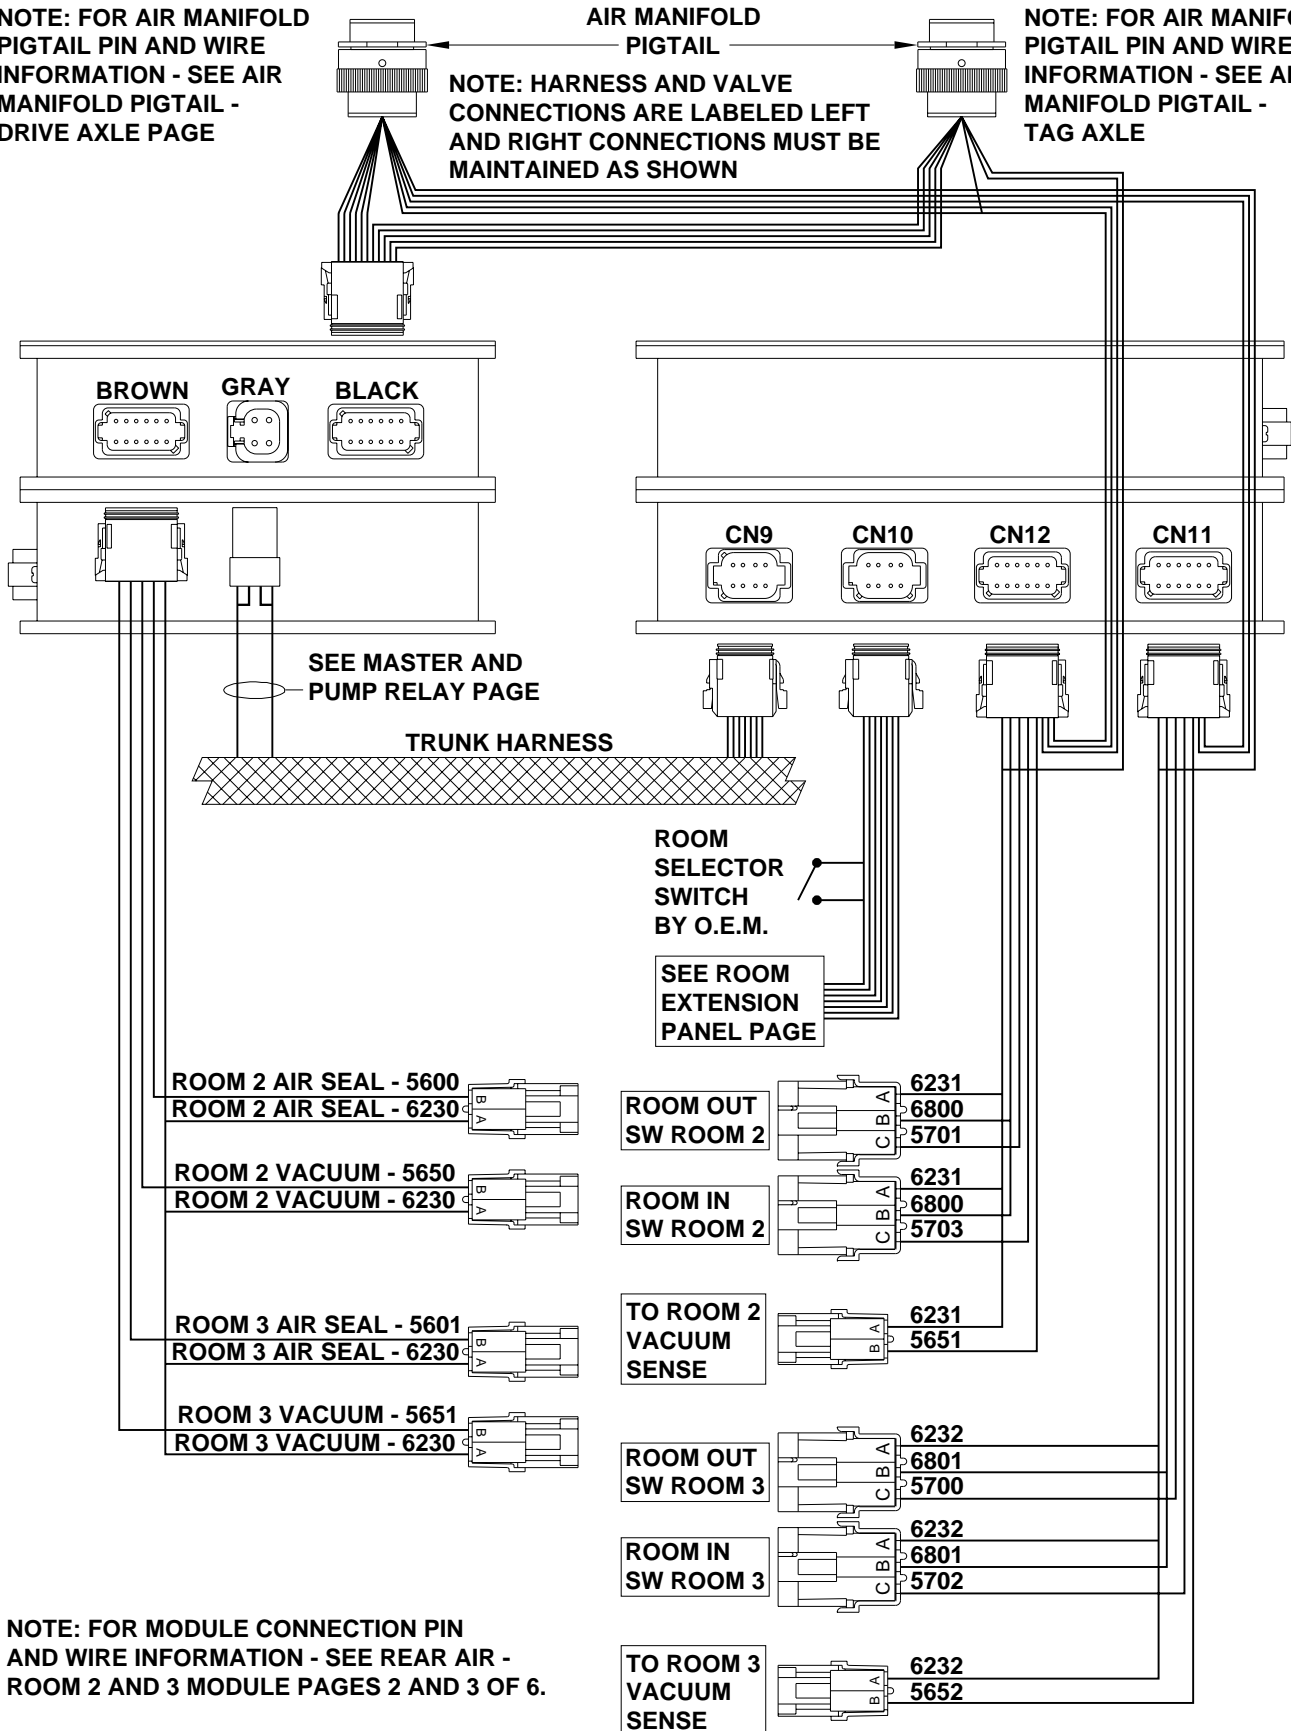 NOTE: FOR AIR MANIFOLD
PIGTAIL PIN AND WIRE
INFORMATION - SEE AIR
MANIFOLD PIGTAIL -
DRIVE AXLE PAGE
AIR MANIFOLD
PIGTAIL
NOTE: HARNESS AND VALVE
CONNECTIONS ARE LABELED LEFT
AND RIGHT CONNECTIONS MUST BE
MAINTAINED AS SHOWN
NOTE: FOR AIR MANIFO
PIGTAIL PIN AND WIRE
INFORMATION - SEE AI
MANIFOLD PIGTAIL -
TAG AXLE
BROWN
GRAY
BLACK
CN9
CN10
CN12
CN11
SEE MASTER AND
PUMP RELAY PAGE
TRUNK HARNESS
ROOM
SELECTOR
SWITCH
BY O.E.M.
SEE ROOM
EXTENSION
PANEL PAGE
ROOM 2 AIR SEAL - 5600
B
ROOM 2 AIR SEAL - 6230
A
ROOM 2 VACUUM - 5650
B
ROOM 2 VACUUM - 6230
A
ROOM 3 AIR SEAL - 5601
B
ROOM 3 AIR SEAL - 6230
A
ROOM 3 VACUUM - 5651
B
ROOM 3 VACUUM - 6230
A
ROOM OUT
SW ROOM 2
A
6231
B
6800
C
5701
ROOM IN
SW ROOM 2
A
6231
B
6800
C
5703
TO ROOM 2
VACUUM
SENSE
A
6231
B
5651
ROOM OUT
SW ROOM 3
A
6232
B
6801
C
5700
ROOM IN
SW ROOM 3
A
6232
B
6801
C
5702
TO ROOM 3
VACUUM
SENSE
A
6232
B
5652
NOTE: FOR MODULE CONNECTION PIN
AND WIRE INFORMATION - SEE REAR AIR -
ROOM 2 AND 3 MODULE PAGES 2 AND 3 OF 6.